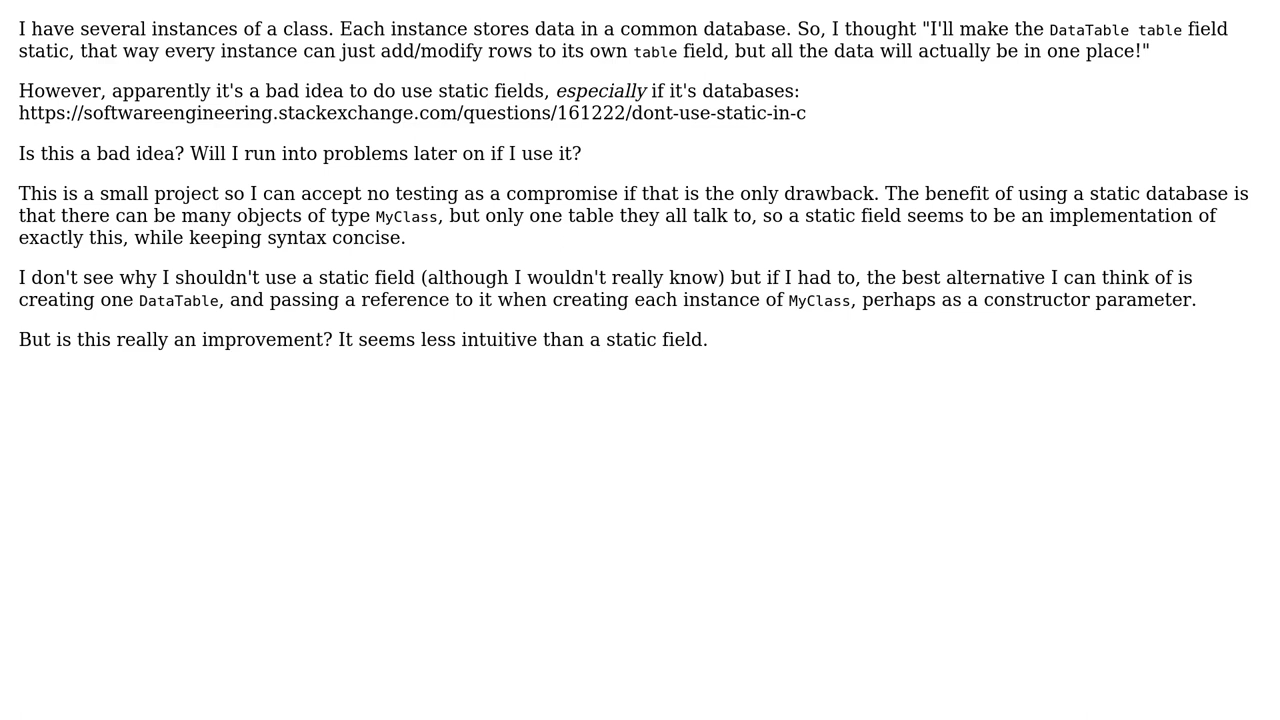 I have several instances of a class. Each instance stores data in a common database. So, I thought "I'll make the DataTable table field
static, that way every instance can just add/modify rows to its own table field, but all the data will actually be in one place!"
However, apparently it's a bad idea to do use static fields, especially if it's databases:
https://softwareengineering.stackexchange.com/questions/161222/dont-use-static-in-c
Is this a bad idea? Will I run into problems later on if I use it?
This is a small project so I can accept no testing as a compromise if that is the only drawback. The benefit of using a static database is
that there can be many objects of type MyClass, but only one table they all talk to, so a static field seems to be an implementation of
exactly this, while keeping syntax concise.
I don't see why I shouldn't use a static field (although I wouldn't really know) but if I had to, the best alternative I can think of is
creating one DataTable, and passing a reference to it when creating each instance of MyClass, perhaps as a constructor parameter.
But is this really an improvement? It seems less intuitive than a static field.